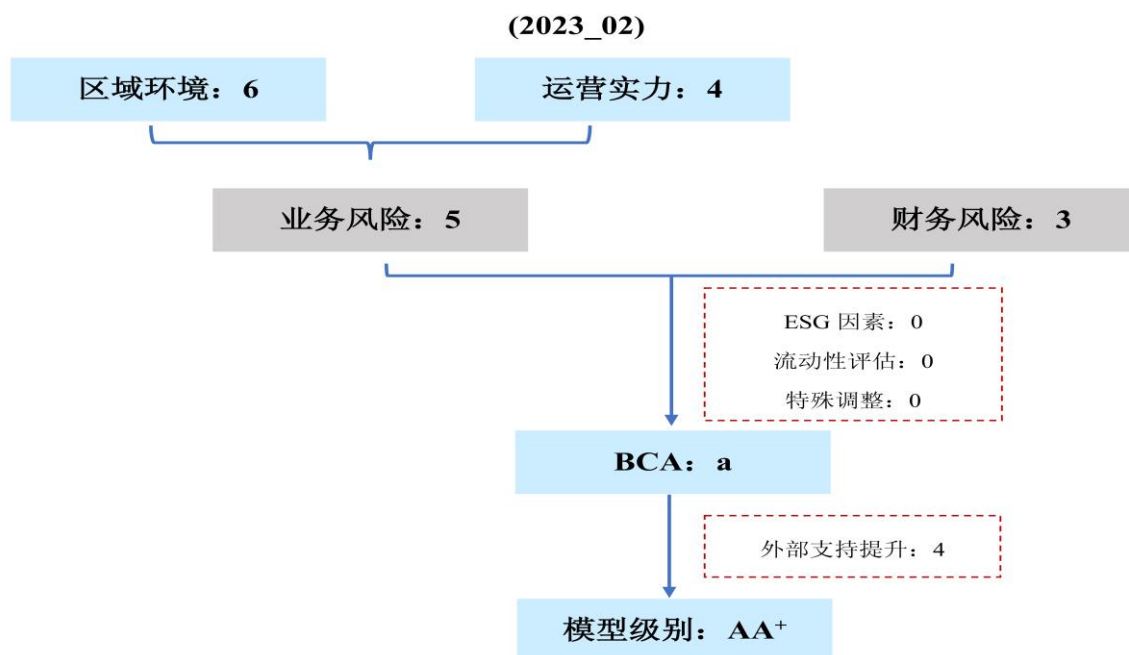 (2023_02)
区域环境：6
运营实力：4
业务风险：5
财务风险：3
ESG 因素：0
流动性评估：0
特殊调整：0
BCA：a
外部支持提升：4
模型级别：AA⁺